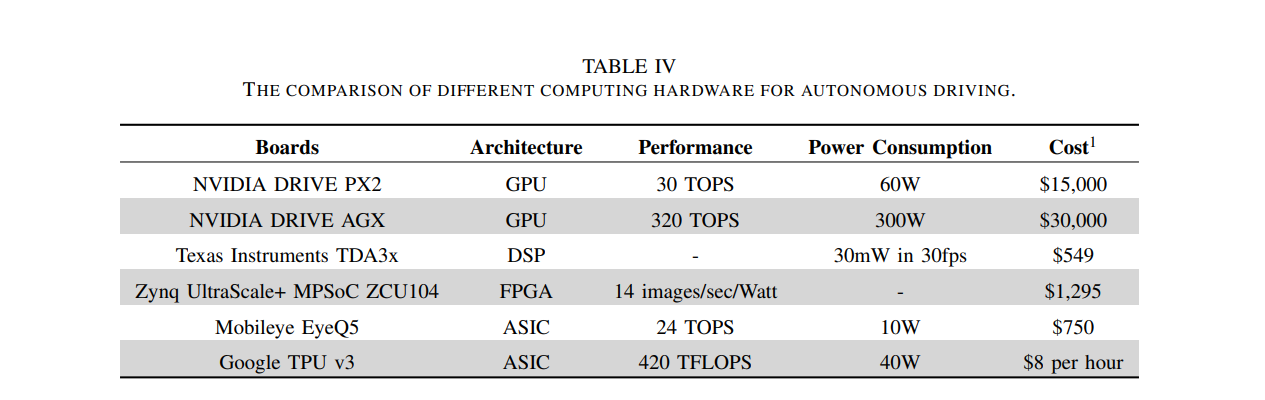 TABLE IV
THE COMPARISON OF DIFFERENT COMPUTING HARDWARE FOR AUTONOMOUS DRIVING.
Boards Architecture Performance Power Consumption Cost1
NVIDIA DRIVE PX2 GPU 30 TOPS 60W $15,000
NVIDIA DRIVE AGX GPU 320 TOPS 300W $30,000
Texas Instruments TDA3x DSP - 30mW in 30fps $549
Zynq UltraScale+ MPSoC ZCU104 FPGA 14 images/sec/Watt - $1,295
Mobileye EyeQ5 ASIC 24 TOPS 10W $750
Google TPU v3 ASIC 420 TFLOPS 40W $8 per hour